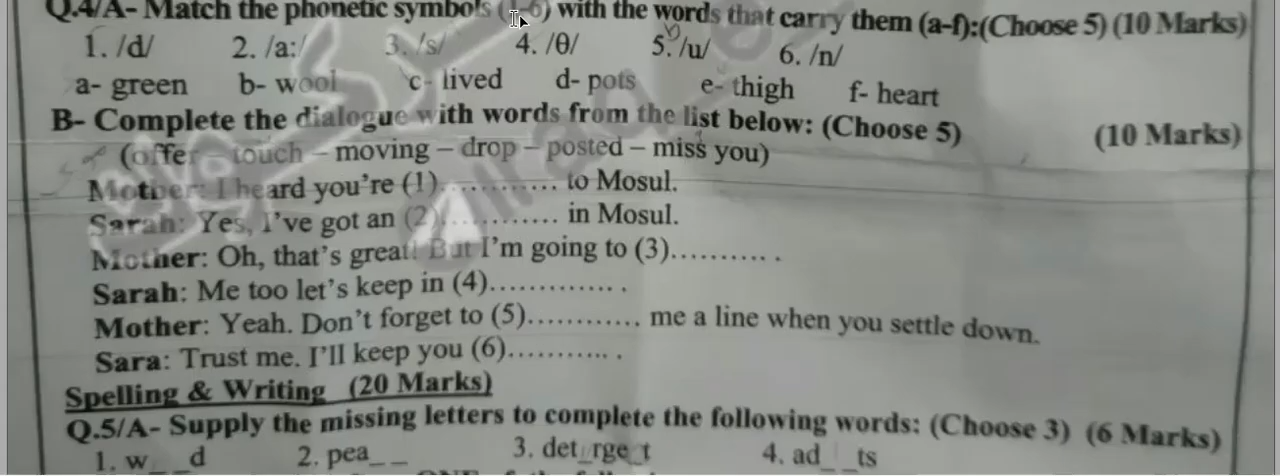 Q.4/A- Match the phonetic symbols (1-6) with the words that carry them (a-f):(Choose 5) (10 Marks)
1. /d/ 2. /a:/ 3. /s/ 4. /θ/ 5. /u/ 6. /n/
a- green b- wool c- lived d- pots e- thigh f- heart
B- Complete the dialogue with words from the list below: (Choose 5) (10 Marks)
(offer – touch – moving – drop – posted – miss you)
Mother: I heard you're (1)............ to Mosul.
Sarah: Yes, I've got an (2)............ in Mosul.
Mother: Oh, that's great! But I'm going to (3)........... .
Sarah: Me too let's keep in (4).............. .
Mother: Yeah. Don't forget to (5)............ me a line when you settle down.
Sara: Trust me. I'll keep you (6)........... .
Spelling & Writing (20 Marks)
Q.5/A- Supply the missing letters to complete the following words: (Choose 3) (6 Marks)
1. w_ _d 2. pea_ _ 3. det_rge_t 4. ad_ _ts